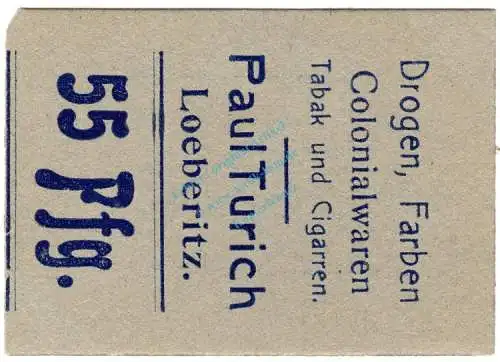 Drogen, Farben
Colonialwaren
Tabak und Cigarren.
Paul Turich
Loeberitz.
55 Pfg.